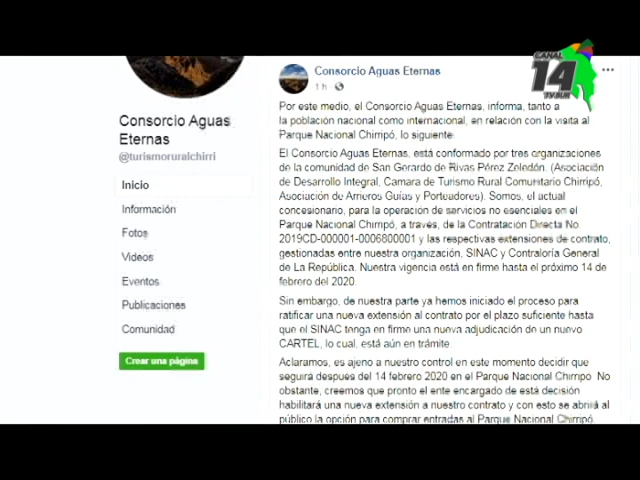 CANAL
14
TV SUR
Consorcio Aguas Eternas
@turismoruralchirri
Inicio
Información
Fotos
Videos
Eventos
Publicaciones
Comunidad
Crear una página
Consorcio Aguas Eternas
1 h
Por este medio, el Consorcio Aguas Eternas, informa, tanto a
la población nacional como internacional, en relación con la visita al
Parque Nacional Chirripó, lo siguiente:
El Consorcio Aguas Eternas, está conformado por tres organizaciones
de la comunidad de San Gerardo de Rivas Pérez Zeledón. (Asociación
de Desarrollo Integral, Camara de Turismo Rural Comunitario Chirripó,
Asociación de Arrieros Guías y Porteadores). Somos, el actual
concesionario, para la operación de servicios no esenciales en el
Parque Nacional Chirripó, a través, de la Contratación Directa No.
2019CD-000001-0006800001 y las respectivas extensiones de contrato,
gestionadas entre nuestra organización, SINAC y Contraloría General
de La República. Nuestra vigencia está en firme hasta el próximo 14 de
febrero del 2020.
Sin embargo, de nuestra parte ya hemos iniciado el proceso para
ratificar una nueva extensión al contrato por el plazo suficiente hasta
que el SINAC tenga en firme una nueva adjudicación de un nuevo
CARTEL, lo cual, está aún en trámite.
Aclaramos, es ajeno a nuestro control en este momento decidir que
seguirá después del 14 febrero 2020 en el Parque Nacional Chirripó. No
obstante, creemos que pronto el ente encargado de está decisión
habilitará una nueva extensión a nuestro contrato y con esto se abrirá al
público la opción para comprar entradas al Parque Nacional Chirripó.